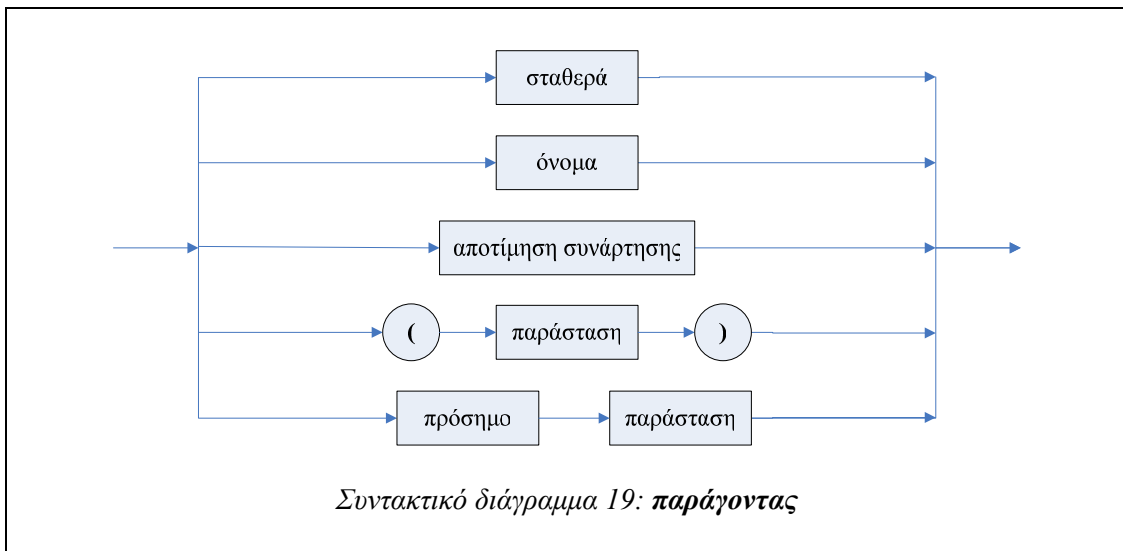 σταθερά
όνομα
αποτίμηση συνάρτησης
( παράσταση )
πρόσημο παράσταση
Συντακτικό διάγραμμα 19: παράγοντας